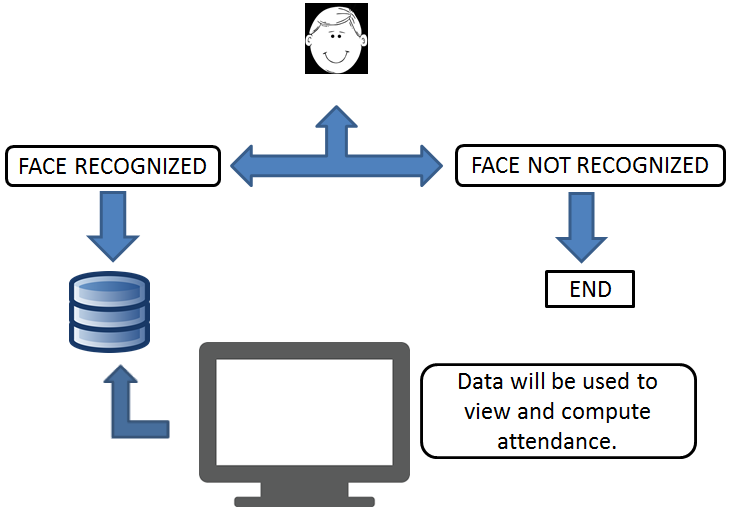 FACE RECOGNIZED
FACE NOT RECOGNIZED
END
Data will be used to
view and compute
attendance.